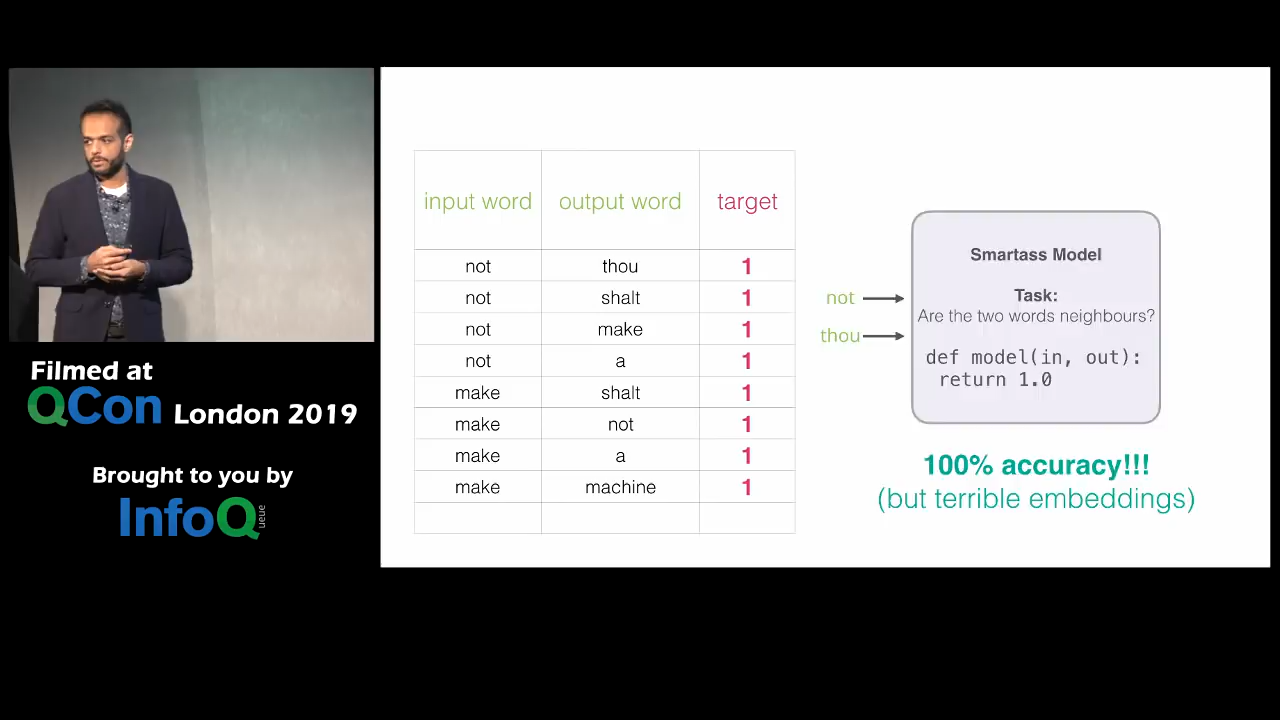 Filmed at
QCon London 2019
Brought to you by
InfoQ
ueue
input word output word target
not thou 1
not shalt 1
not make 1
not a 1
make shalt 1
make not 1
make a 1
make machine 1
not
thou
Smartass Model
Task:
Are the two words neighbours?
def model(in, out):
return 1.0
100% accuracy!!!
(but terrible embeddings)